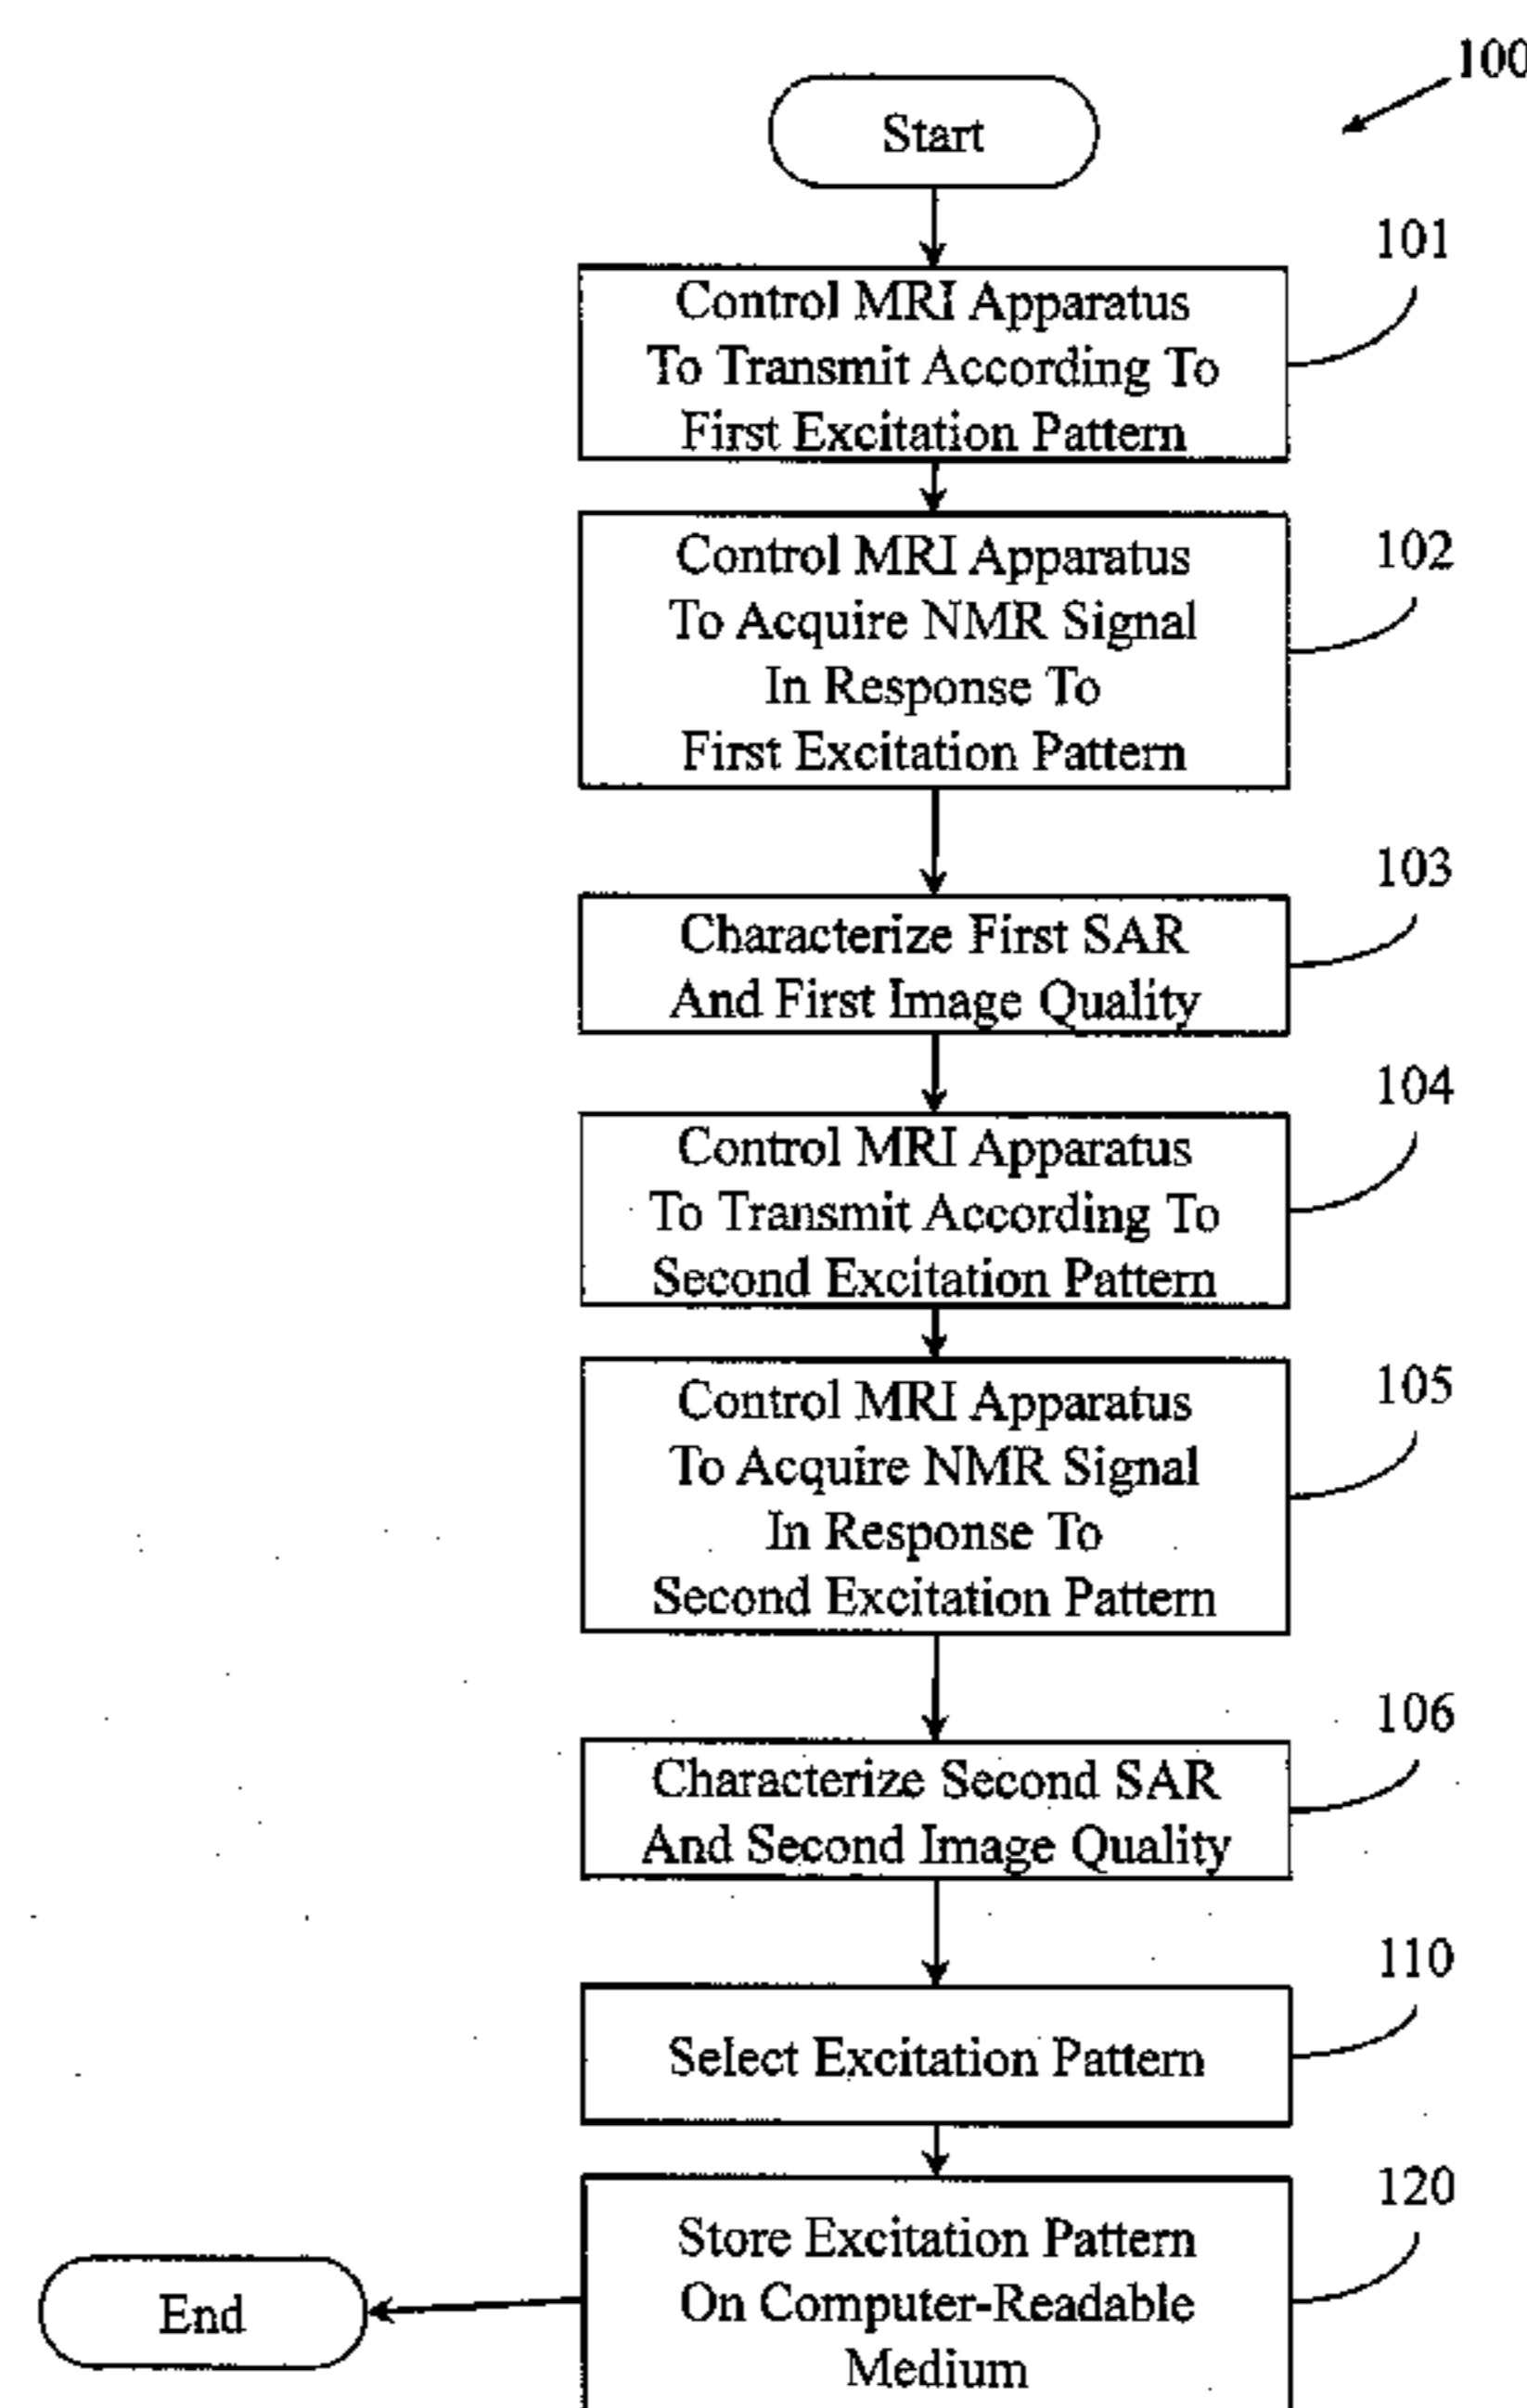 100
Start
101
Control MRI Apparatus
To Transmit According To
First Excitation Pattern
102
Control MRI Apparatus
To Acquire NMR Signal
In Response To
First Excitation Pattern
103
Characterize First SAR
And First Image Quality
104
Control MRI Apparatus
To Transmit According To
Second Excitation Pattern
105
Control MRI Apparatus
To Acquire NMR Signal
In Response To
Second Excitation Pattern
106
Characterize Second SAR
And Second Image Quality
110
Select Excitation Pattern
120
Store Excitation Pattern
On Computer-Readable
Medium
End